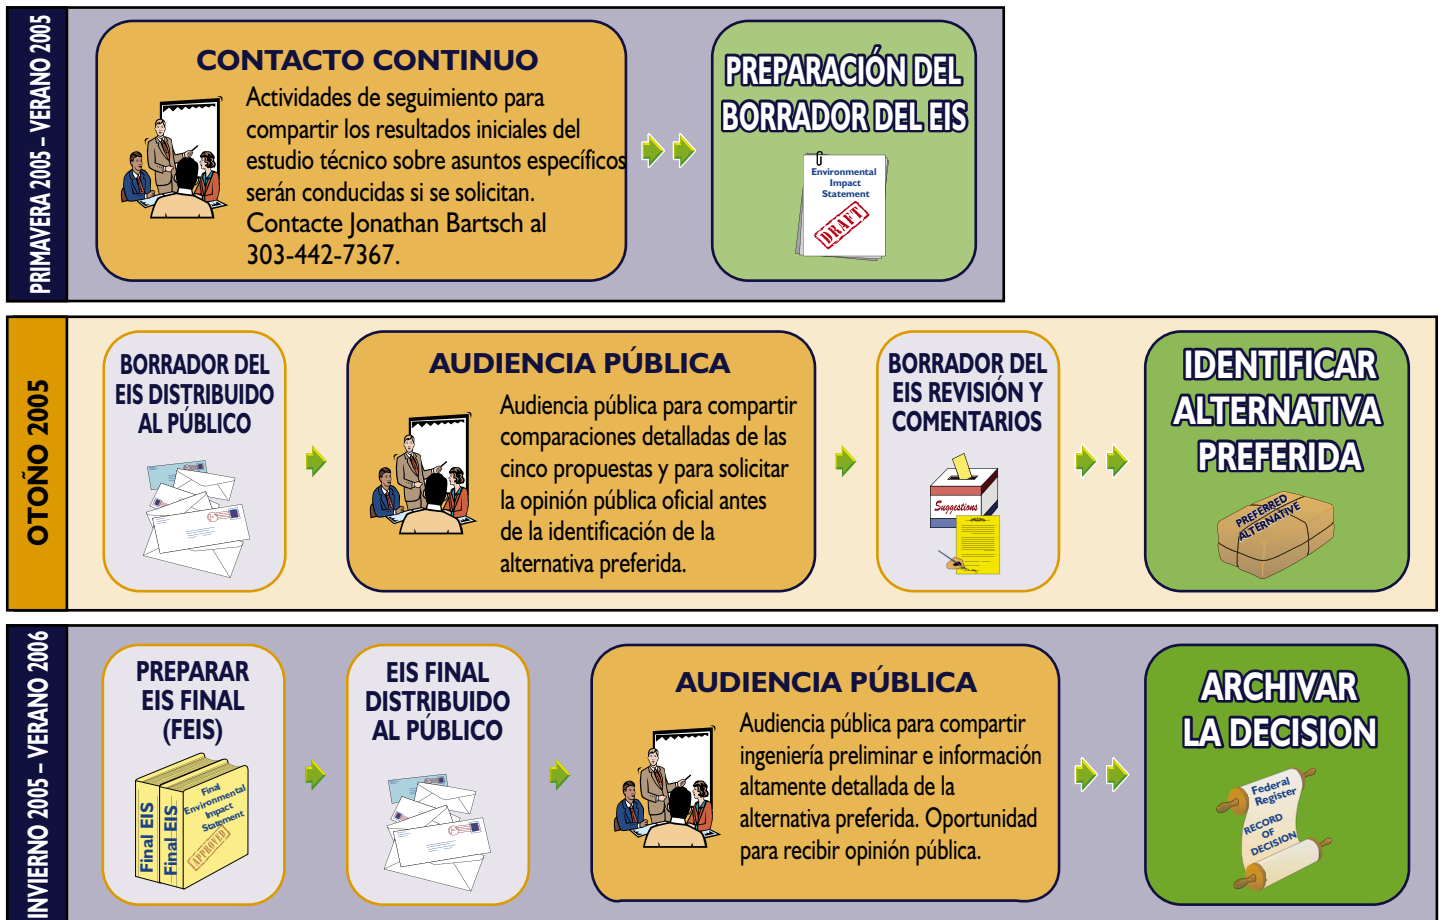 PRIMAVERA 2005 – VERANO 2005
CONTACTO CONTINUO
Actividades de seguimiento para
compartir los resultados iniciales del
estudio técnico sobre asuntos específicos
serán conducidas si se solicitan.
Contacte Jonathan Bartsch al
303-442-7367.
PREPARACIÓN DEL
BORRADOR DEL EIS
Environmental
Impact
Statement
DRAFT
OTOÑO 2005
BORRADOR DEL
EIS DISTRIBUIDO
AL PÚBLICO
AUDIENCIA PÚBLICA
Audiencia pública para compartir
comparaciones detalladas de las
cinco propuestas y para solicitar
la opinión pública oficial antes
de la identificación de la
alternativa preferida.
BORRADOR DEL
EIS REVISIÓN Y
COMENTARIOS
Suggestions
IDENTIFICAR
ALTERNATIVA
PREFERIDA
PREFERRED
ALTERNATIVE
INVIERNO 2005 – VERANO 2006
PREPARAR
EIS FINAL
(FEIS)
Final EIS
Final EIS
Final
Environmental
Impact
Statement
APPROVED
EIS FINAL
DISTRIBUIDO
AL PÚBLICO
AUDIENCIA PÚBLICA
Audiencia pública para compartir
ingeniería preliminar e información
altamente detallada de la
alternativa preferida. Oportunidad
para recibir opinión pública.
ARCHIVAR
LA DECISION
Federal
Register
RECORD
OF
DECISION